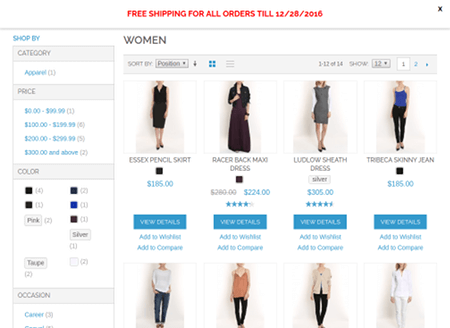 FREE SHIPPING FOR ALL ORDERS TILL 12/28/2016
x
SHOP BY
CATEGORY
Apparel (1)
PRICE
$0.00 - $99.99 (1)
$100.00 - $199.99 (6)
$200.00 - $299.99 (5)
$300.00 and above (2)
COLOR
(4)
(2)
(1)
(1)
Pink (2)
(1)
Silver
(1)
Taupe
(2)
(2)
OCCASION
Career (3)
WOMEN
SORT BY: Position
1-12 of 14
SHOW: 12
1 2
ESSEX PENCIL SKIRT
$185.00
VIEW DETAILS
Add to Wishlist
Add to Compare
RACER BACK MAXI
DRESS
$280.00 $224.00
VIEW DETAILS
Add to Wishlist
Add to Compare
LUDLOW SHEATH
DRESS
silver
$305.00
VIEW DETAILS
Add to Wishlist
Add to Compare
TRIBECA SKINNY JEAN
$185.00
VIEW DETAILS
Add to Wishlist
Add to Compare